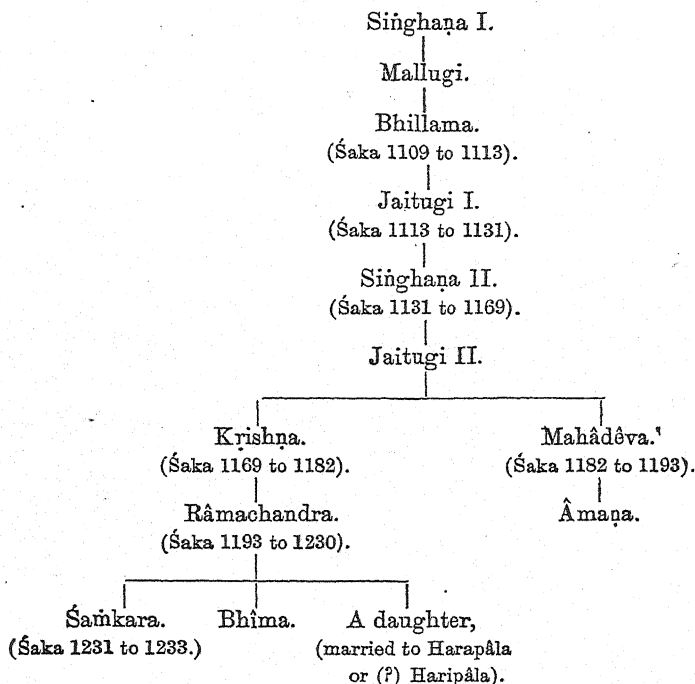 Siṅghaṇa I.
Mallugi.
Bhillama.
(Śaka 1109 to 1113).
Jaitugi I.
(Śaka 1113 to 1131).
Siṅghaṇa II.
(Śaka 1131 to 1169).
Jaitugi II.
Kṛishṇa. Mahâdêva.
(Śaka 1169 to 1182). (Śaka 1182 to 1193).
Râmachandra. Âmaṇa.
(Śaka 1193 to 1230).
Śaṁkara. Bhîma. A daughter,
(Śaka 1231 to 1233.) (married to Harapâla
or (?) Haripâla).